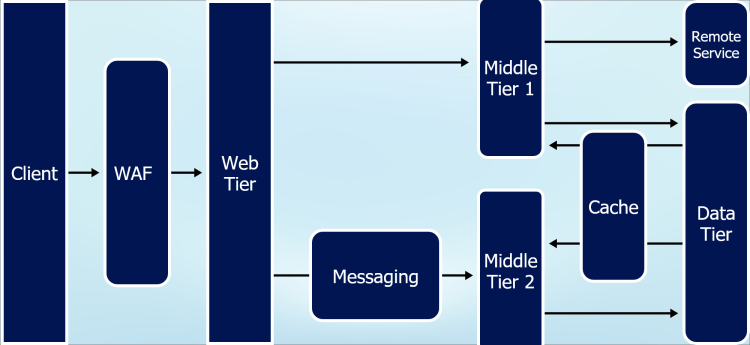 Client
WAF
Web
Tier
Messaging
Middle
Tier 1
Middle
Tier 2
Cache
Remote
Service
Data
Tier